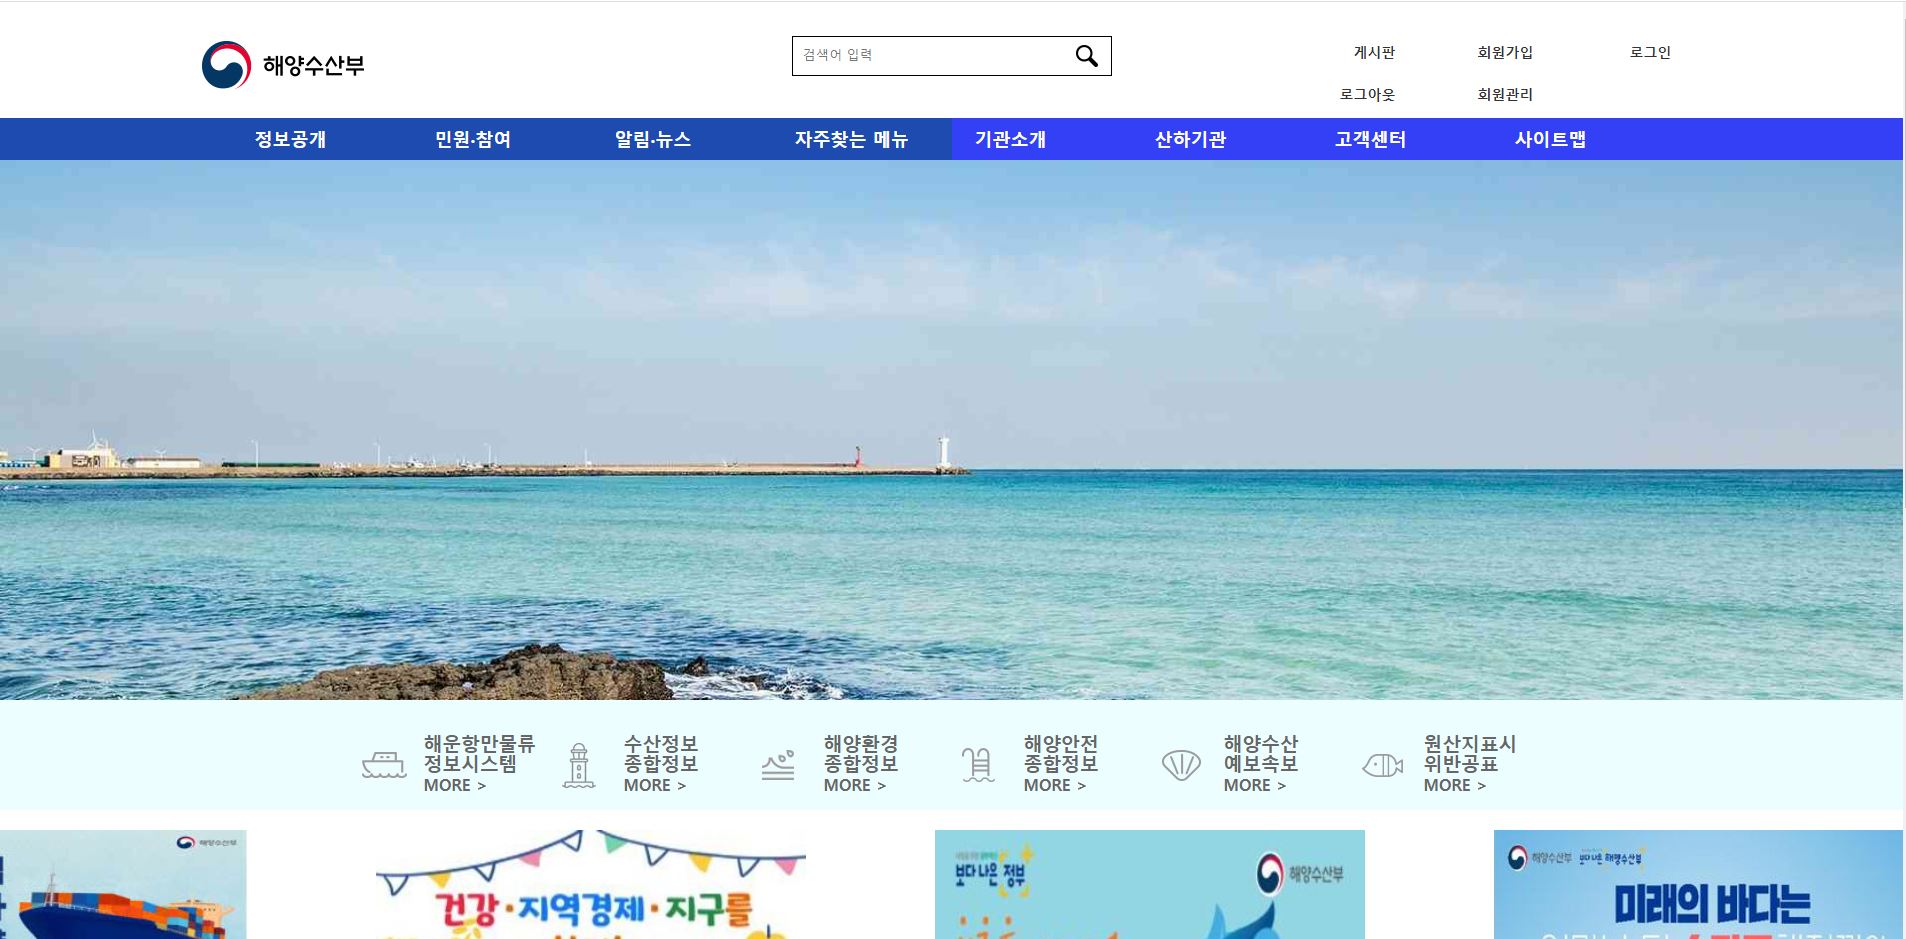 해양수산부
검색어 입력
게시판
회원가입
로그인
로그아웃
회원관리
정보공개
민원·참여
알림·뉴스
자주찾는 메뉴
기관소개
산하기관
고객센터
사이트맵
해운항만물류
정보시스템
MORE >
수산정보
종합정보
MORE >
해양환경
종합정보
MORE >
해양안전
종합정보
MORE >
해양수산
예보속보
MORE >
원산지표시
위반공표
MORE >
해양수산부
건강·지역경제·지구를
보다 나은 정부
해양수산부
해양수산부
보다 나은 해양수산부
미래의 바다는